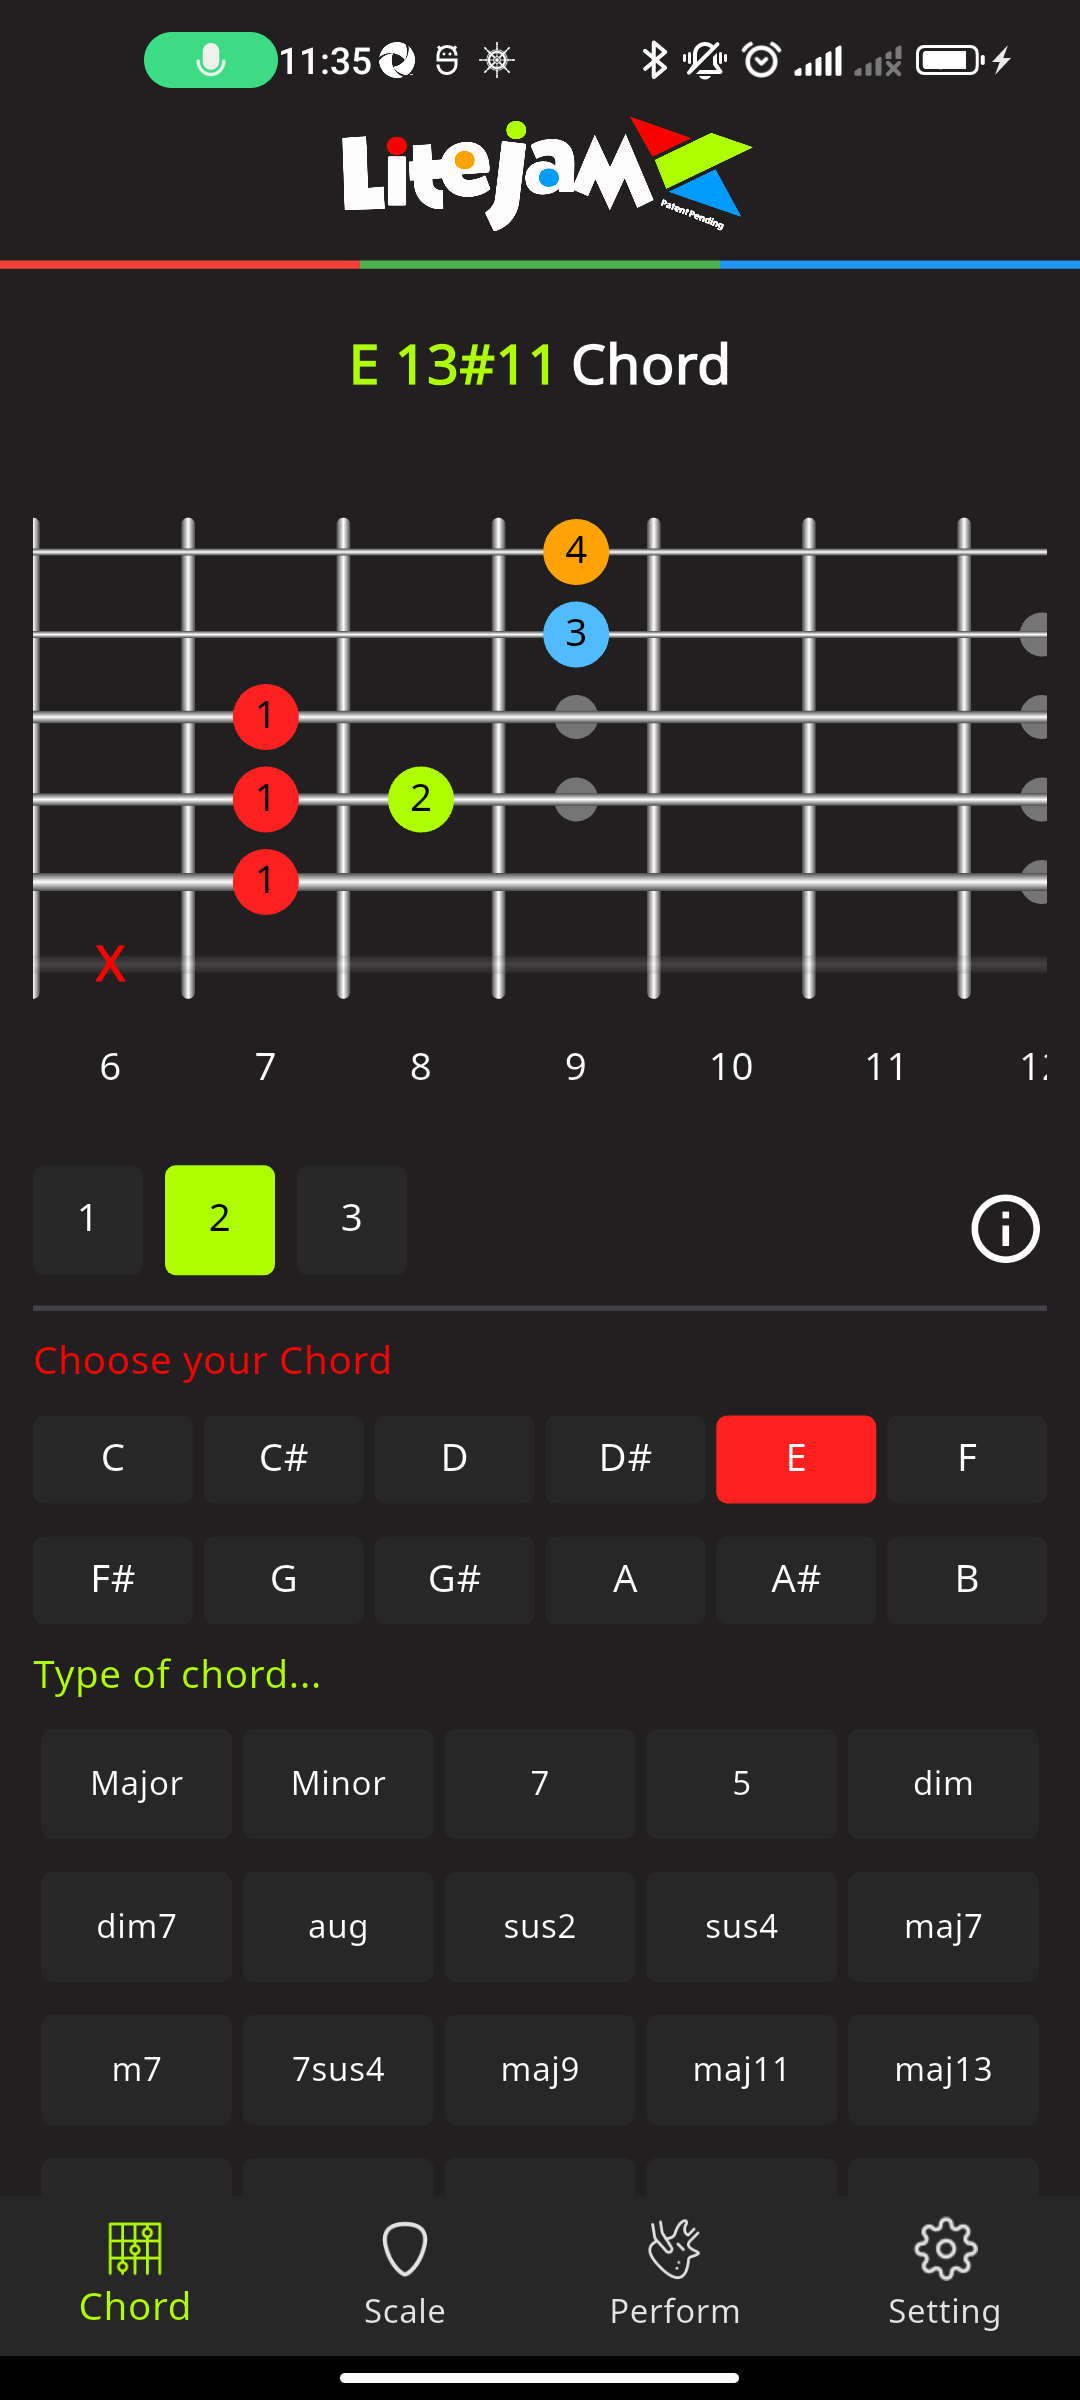 11:35
Litejam
Patent Pending
E 13#11 Chord
4
3
1
1 2
1
X
6 7 8 9 10 11
1 2 3
Choose your Chord
C C# D D# E F
F# G G# A A# B
Type of chord...
Major Minor 7 5 dim
dim7 aug sus2 sus4 maj7
m7 7sus4 maj9 maj11 maj13
Chord Scale Perform Setting